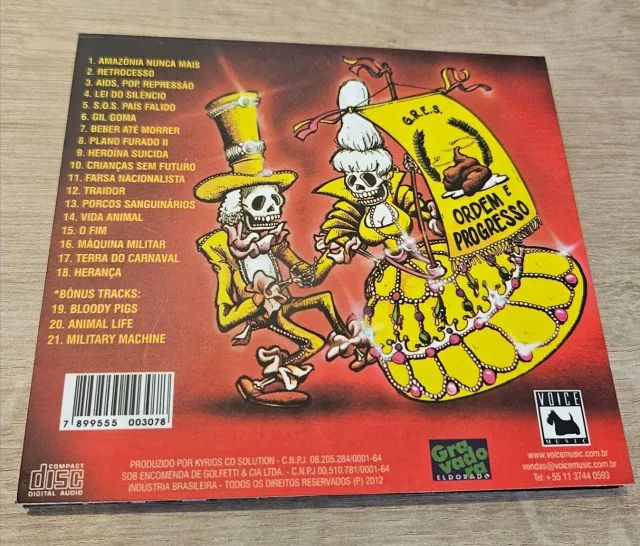 1. AMAZÔNIA NUNCA MAIS
2. RETROCESSO
3. AIDS, POP, REPRESSÃO
4. LEI DO SILÊNCIO
5. S.O.S. PAÍS FALIDO
6. GIL GOMA
7. BEBER ATÉ MORRER
8. PLANO FURADO II
9. HEROÍNA SUICIDA
10. CRIANÇAS SEM FUTURO
11. FARSA NACIONALISTA
12. TRAIDOR
13. PORCOS SANGUINÁRIOS
14. VIDA ANIMAL
15. O FIM
16. MÁQUINA MILITAR
17. TERRA DO CARNAVAL
18. HERANÇA
*BÔNUS TRACKS:
19. BLOODY PIGS
20. ANIMAL LIFE
21. MILITARY MACHINE
G.R.E.S.
ORDEM E
PROGRESSO
7 899555 003078
COMPACT
disc
DIGITAL AUDIO
PRODUZIDO POR KYRIOS CD SOLUTION - C.N.P.J. 08.205.284/0001-64
SOB ENCOMENDA DE GOLFETTI & CIA LTDA. - C.N.P.J 00.510.781/0001-64
INDUSTRIA BRASILEIRA - TODOS OS DIREITOS RESERVADOS (P) 2012
Gra
vado
ra
ELDORADO
VOICE
MUSIC
www.voicemusic.com.br
vendas@voicemusic.com.br
Tel: +55 11 3744 0593